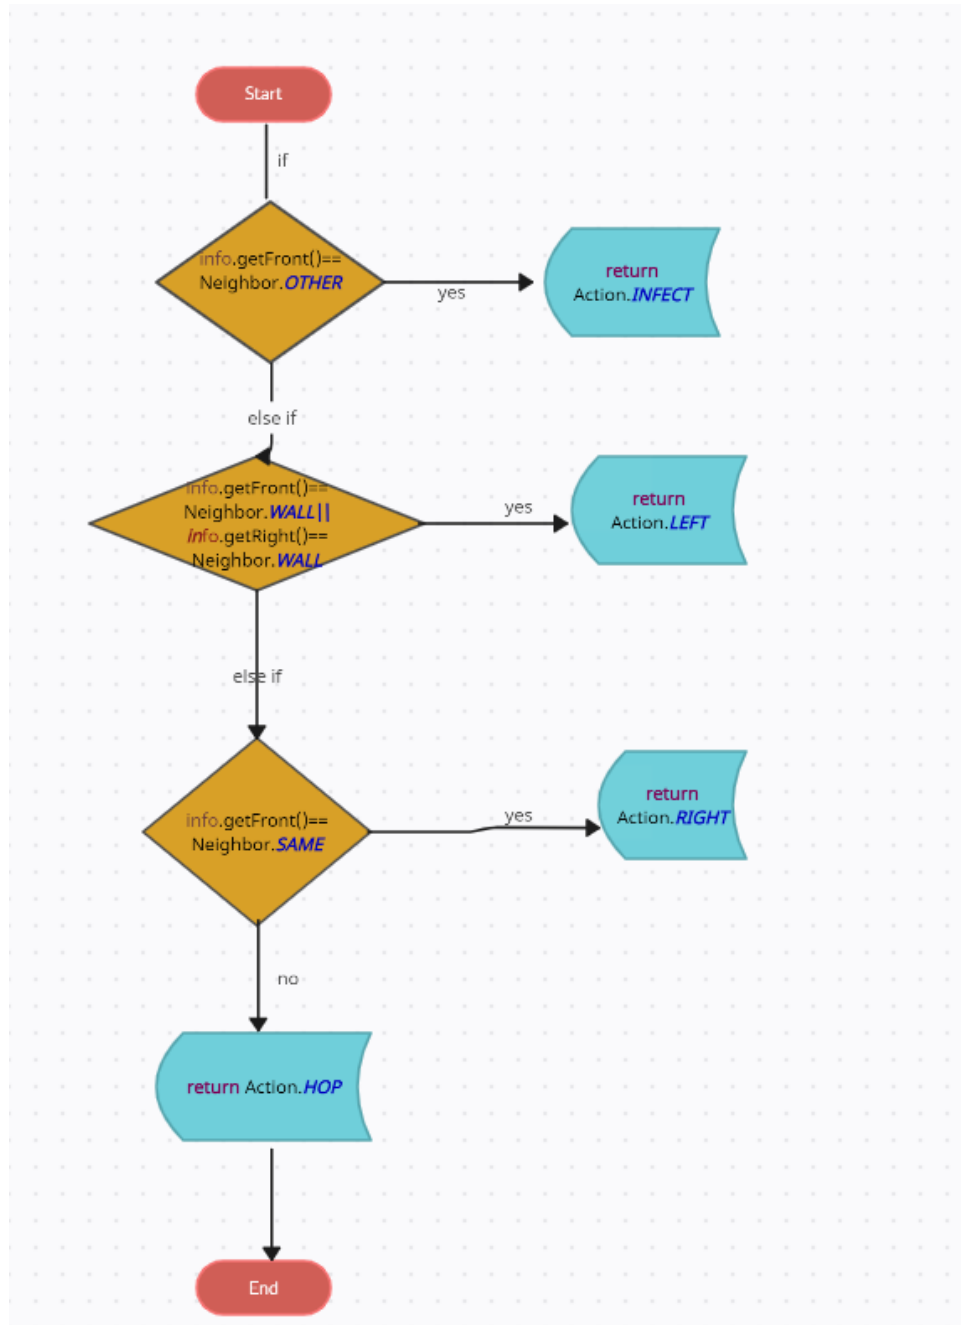 Start
if
info.getFront()==
Neighbor.OTHER
yes
return
Action.INFECT
else if
info.getFront()==
Neighbor.WALL||
info.getRight()==
Neighbor.WALL
yes
return
Action.LEFT
else if
info.getFront()==
Neighbor.SAME
yes
return
Action.RIGHT
no
return Action.HOP
End